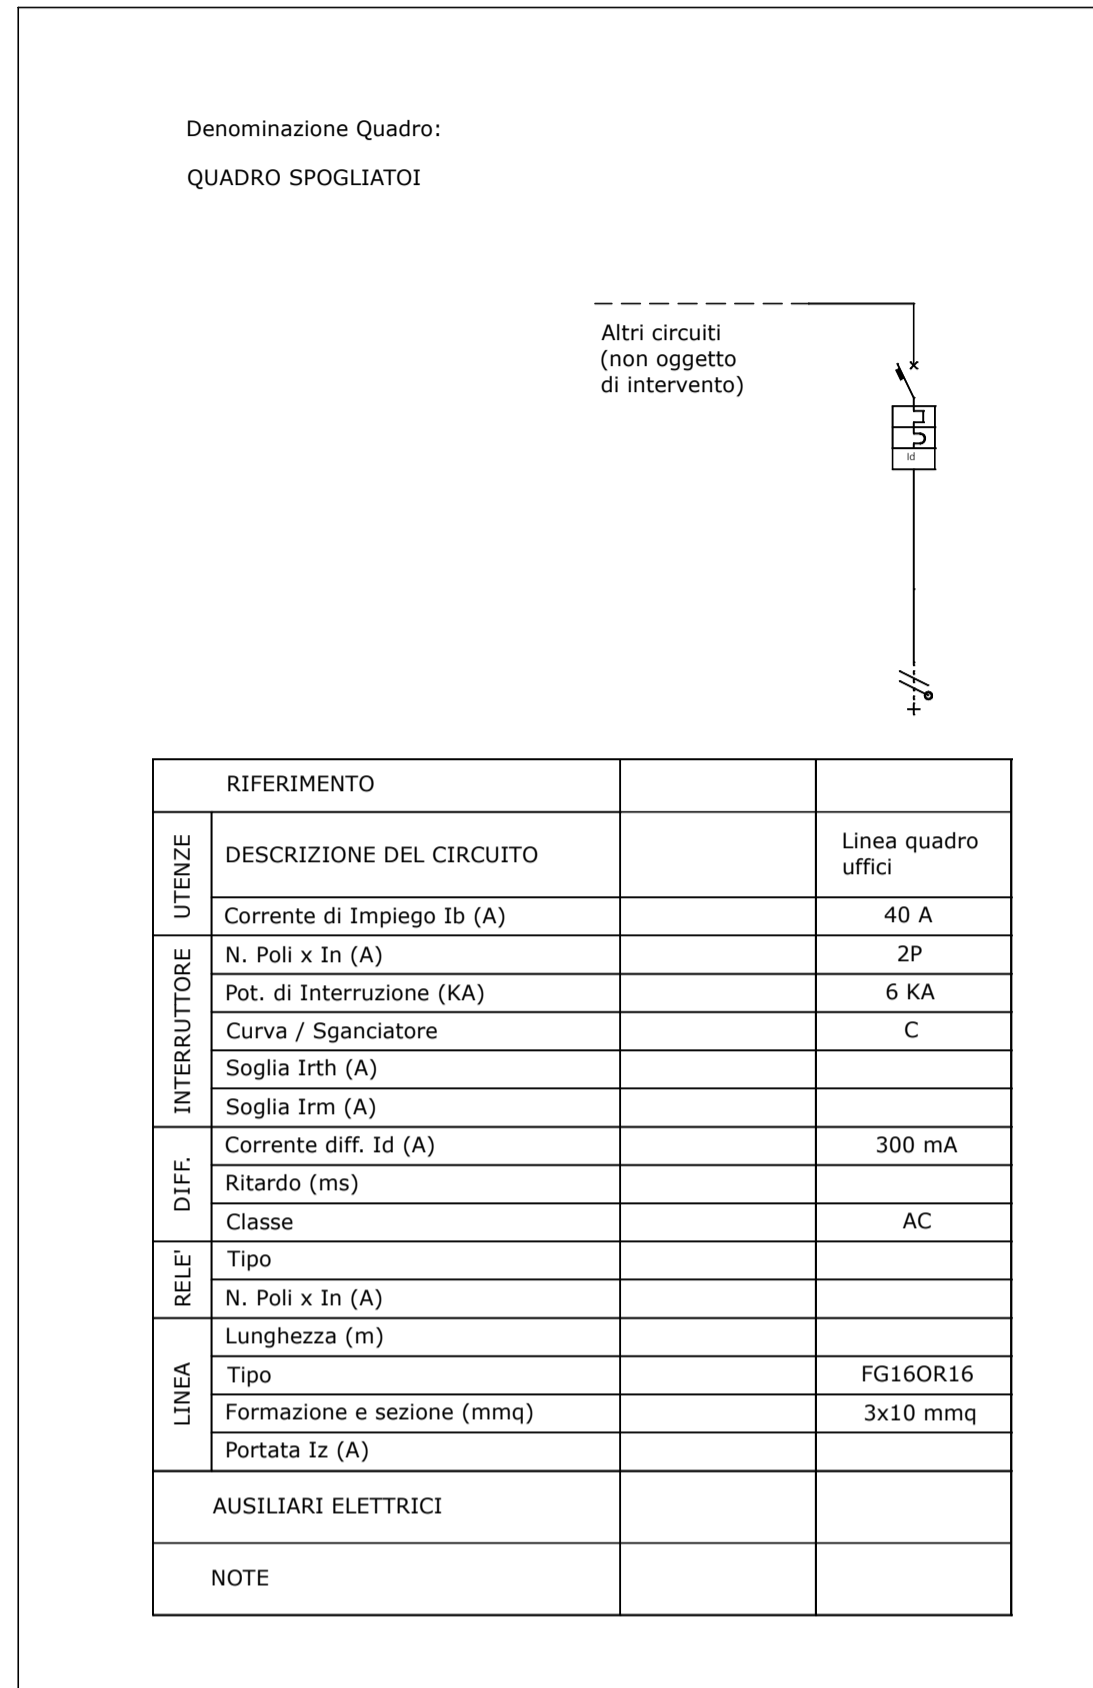 Denominazione Quadro:
QUADRO SPOGLIATOI
Altri circuiti
(non oggetto
di intervento)
Id
RIFERIMENTO
UTENZE
DESCRIZIONE DEL CIRCUITO
Linea quadro
uffici
Corrente di Impiego Ib (A) 40 A
INTERRUTTORE
N. Poli x In (A) 2P
Pot. di Interruzione (KA) 6 KA
Curva / Sganciatore C
Soglia Irth (A)
Soglia Irm (A)
DIFF.
Corrente diff. Id (A) 300 mA
Ritardo (ms)
Classe AC
RELE'
Tipo
N. Poli x In (A)
LINEA
Lunghezza (m)
Tipo FG16OR16
Formazione e sezione (mmq) 3x10 mmq
Portata Iz (A)
AUSILIARI ELETTRICI
NOTE